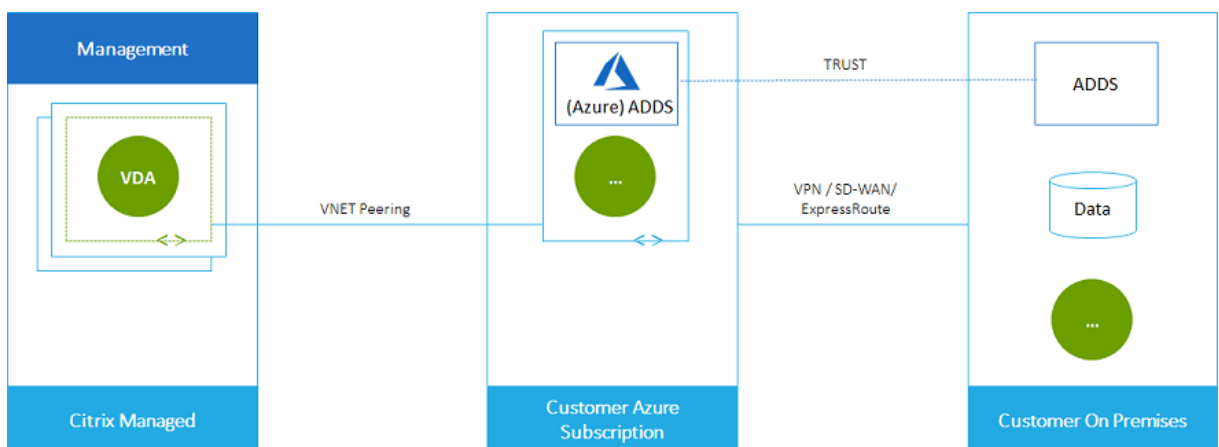 Management
VDA
Citrix Managed
VNET Peering
(Azure) ADDS
...
Customer Azure
Subscription
TRUST
VPN / SD-WAN/
ExpressRoute
ADDS
Data
...
Customer On Premises